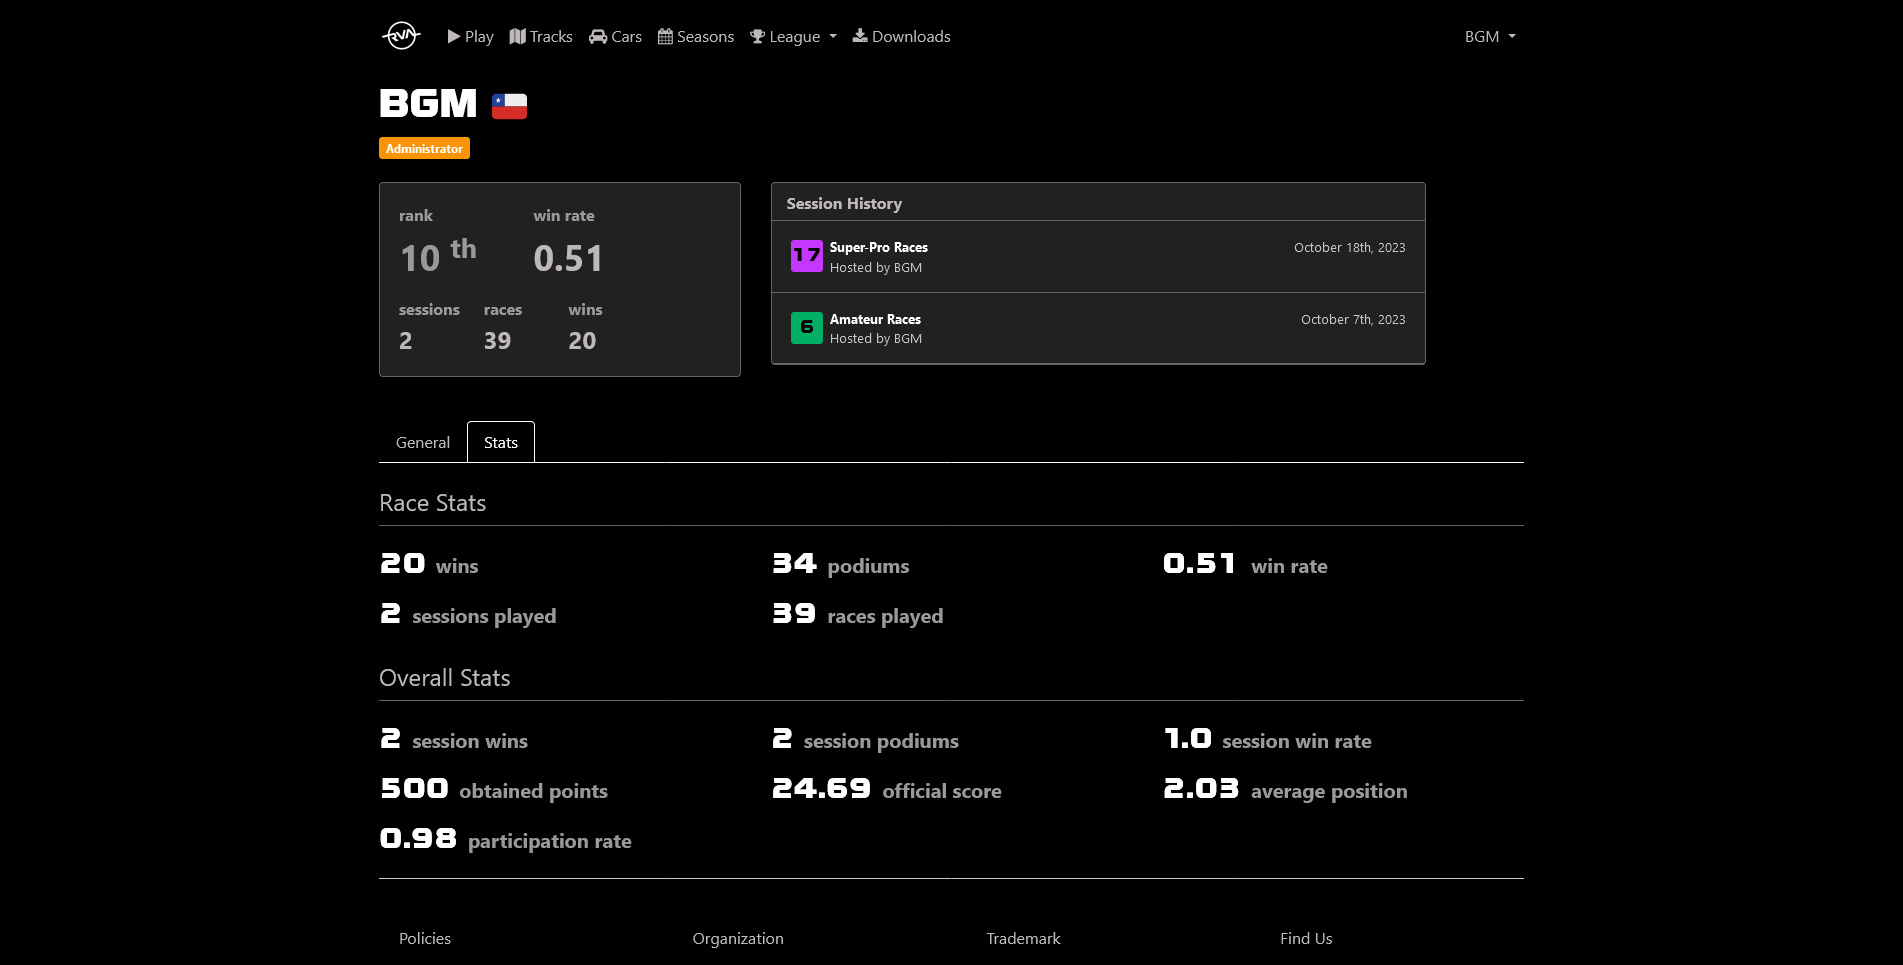 RVA Play Tracks Cars Seasons League Downloads BGM
BGM
Administrator
rank win rate
10 th 0.51
sessions races wins
2 39 20
Session History
17 Super-Pro Races October 18th, 2023
Hosted by BGM
6 Amateur Races October 7th, 2023
Hosted by BGM
General Stats
Race Stats
20 wins 34 podiums 0.51 win rate
2 sessions played 39 races played
Overall Stats
2 session wins 2 session podiums 1.0 session win rate
500 obtained points 24.69 official score 2.03 average position
0.98 participation rate
Policies Organization Trademark Find Us